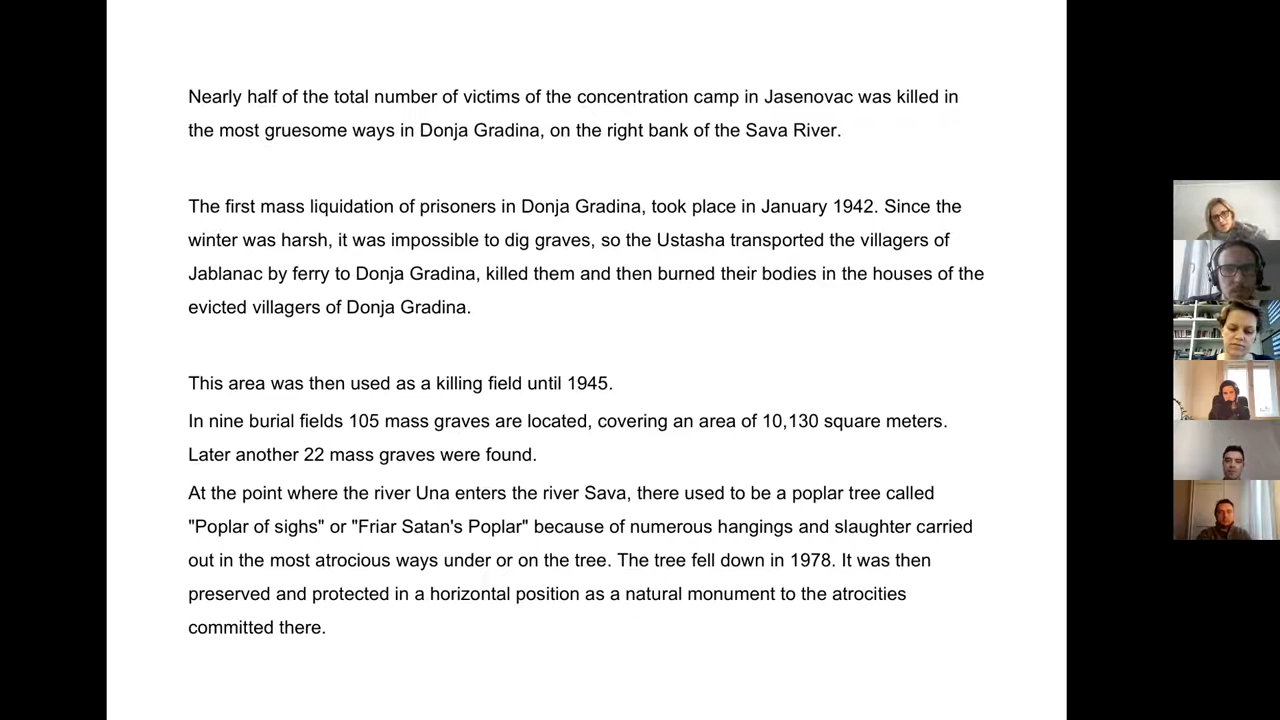 Nearly half of the total number of victims of the concentration camp in Jasenovac was killed in
the most gruesome ways in Donja Gradina, on the right bank of the Sava River.
The first mass liquidation of prisoners in Donja Gradina, took place in January 1942. Since the
winter was harsh, it was impossible to dig graves, so the Ustasha transported the villagers of
Jablanac by ferry to Donja Gradina, killed them and then burned their bodies in the houses of the
evicted villagers of Donja Gradina.
This area was then used as a killing field until 1945.
In nine burial fields 105 mass graves are located, covering an area of 10,130 square meters.
Later another 22 mass graves were found.
At the point where the river Una enters the river Sava, there used to be a poplar tree called
"Poplar of sighs" or "Friar Satan's Poplar" because of numerous hangings and slaughter carried
out in the most atrocious ways under or on the tree. The tree fell down in 1978. It was then
preserved and protected in a horizontal position as a natural monument to the atrocities
committed there.